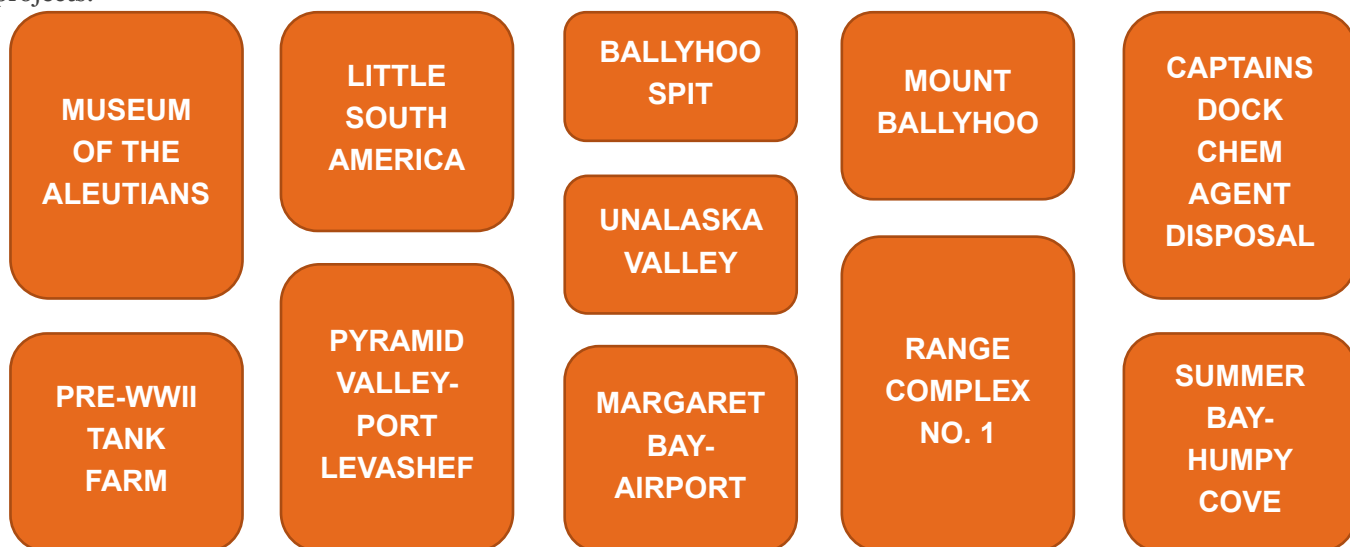 projects.
MUSEUM
OF THE
ALEUTIANS
PRE-WWII
TANK
FARM
LITTLE
SOUTH
AMERICA
PYRAMID
VALLEY-
PORT
LEVASHEF
BALLYHOO
SPIT
UNALASKA
VALLEY
MARGARET
BAY-
AIRPORT
MOUNT
BALLYHOO
RANGE
COMPLEX
NO. 1
CAPTAINS
DOCK
CHEM
AGENT
DISPOSAL
SUMMER
BAY-
HUMPY
COVE